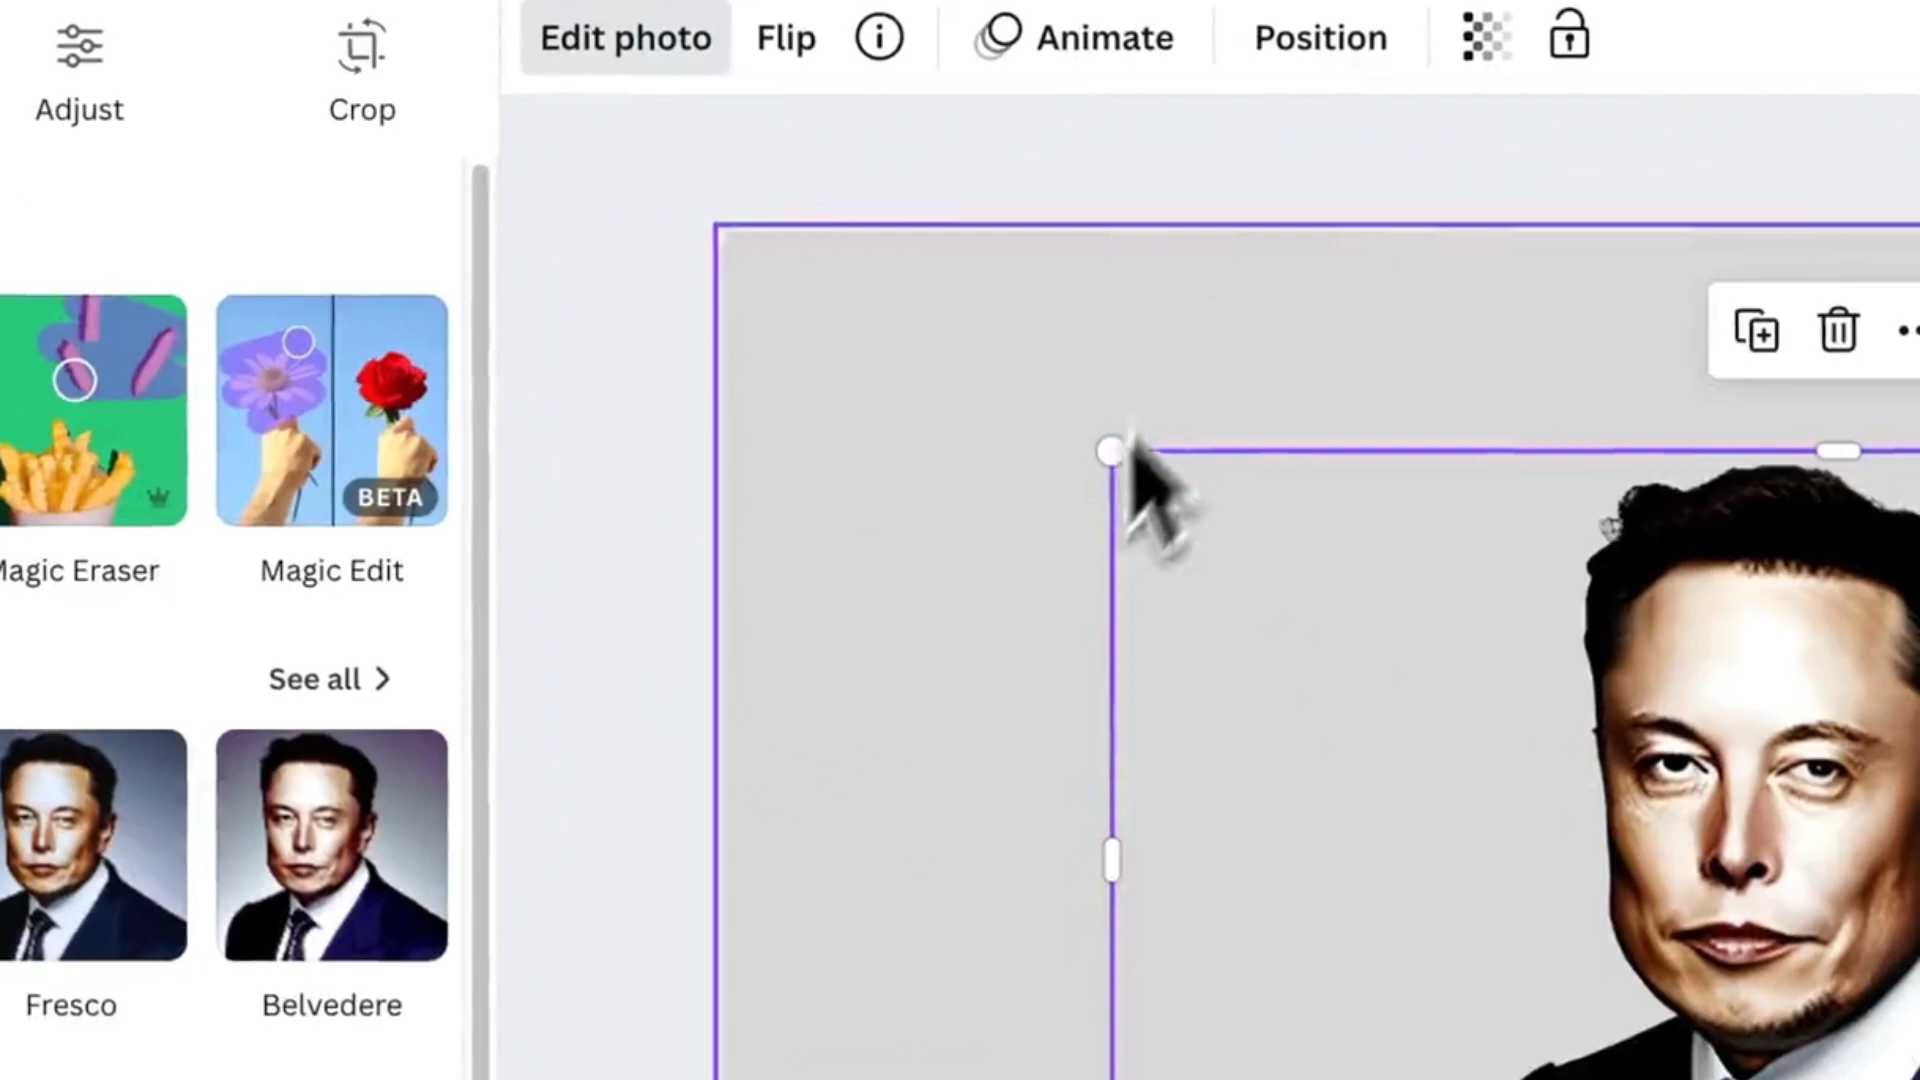 Edit photo
Flip
Animate
Position
Adjust
Crop
BETA
Magic Eraser
Magic Edit
See all
Fresco
Belvedere